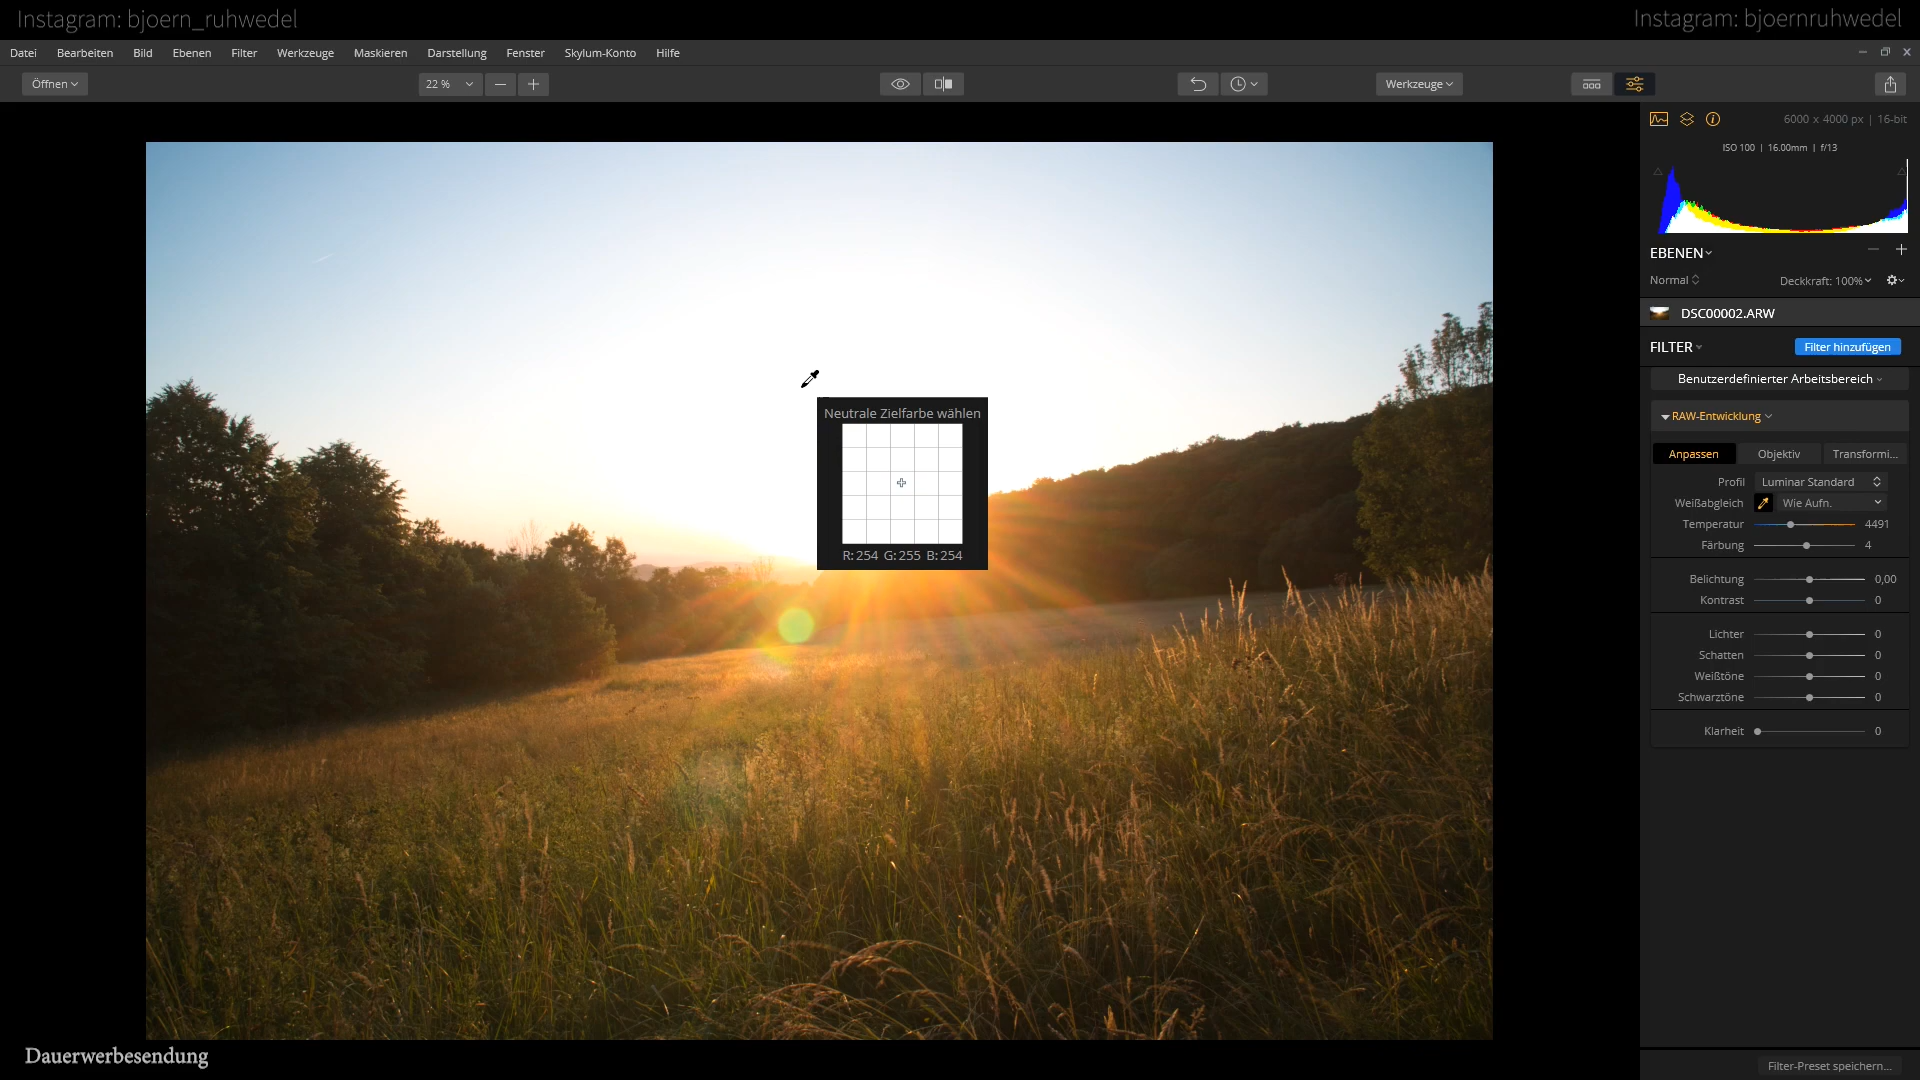 Instagram: bjoern_ruhwedel
Instagram: bjoernruhwedel
Datei Bearbeiten Bild Ebenen Filter Werkzeuge Maskieren Darstellung Fenster Skylum-Konto Hilfe
Öffnen 22 % Werkzeuge
6000 x 4000 px | 16-bit
ISO 100 | 16.00mm | f/13
EBENEN
Normal Deckkraft: 100%
DSC00002.ARW
FILTER Filter hinzufügen
Benutzerdefinierter Arbeitsbereich
RAW-Entwicklung
Anpassen Objektiv Transformi...
Profil Luminar Standard
Weißabgleich Wie Aufn.
Temperatur 4491
Färbung 4
Belichtung 0,00
Kontrast 0
Lichter 0
Schatten 0
Weißtöne 0
Schwarztöne 0
Klarheit 0
Neutrale Zielfarbe wählen
R: 254 G: 255 B: 254
Dauerwerbesendung
Filter-Preset speichern...